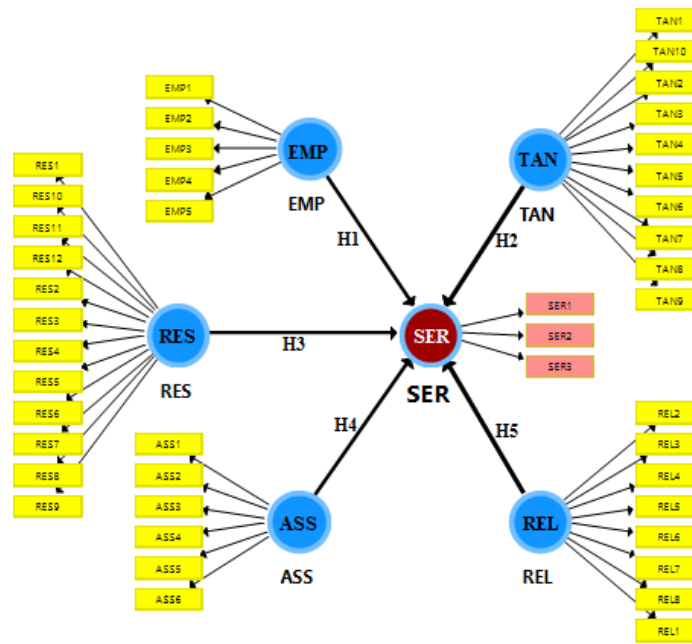 TAN1
TAN10
TAN2
TAN3
TAN4
TAN5
TAN6
TAN7
TAN8
TAN9
TAN
TAN
EMP1
EMP2
EMP3
EMP4
EMP5
EMP
EMP
H1
H2
RES1
RES10
RES11
RES12
RES2
RES3
RES4
RES5
RES6
RES7
RES8
RES9
RES
RES
H3
SER
SER
SER1
SER2
SER3
H4
H5
ASS1
ASS2
ASS3
ASS4
ASS5
ASS6
ASS
ASS
REL
REL
REL2
REL3
REL4
REL5
REL6
REL7
REL8
REL1